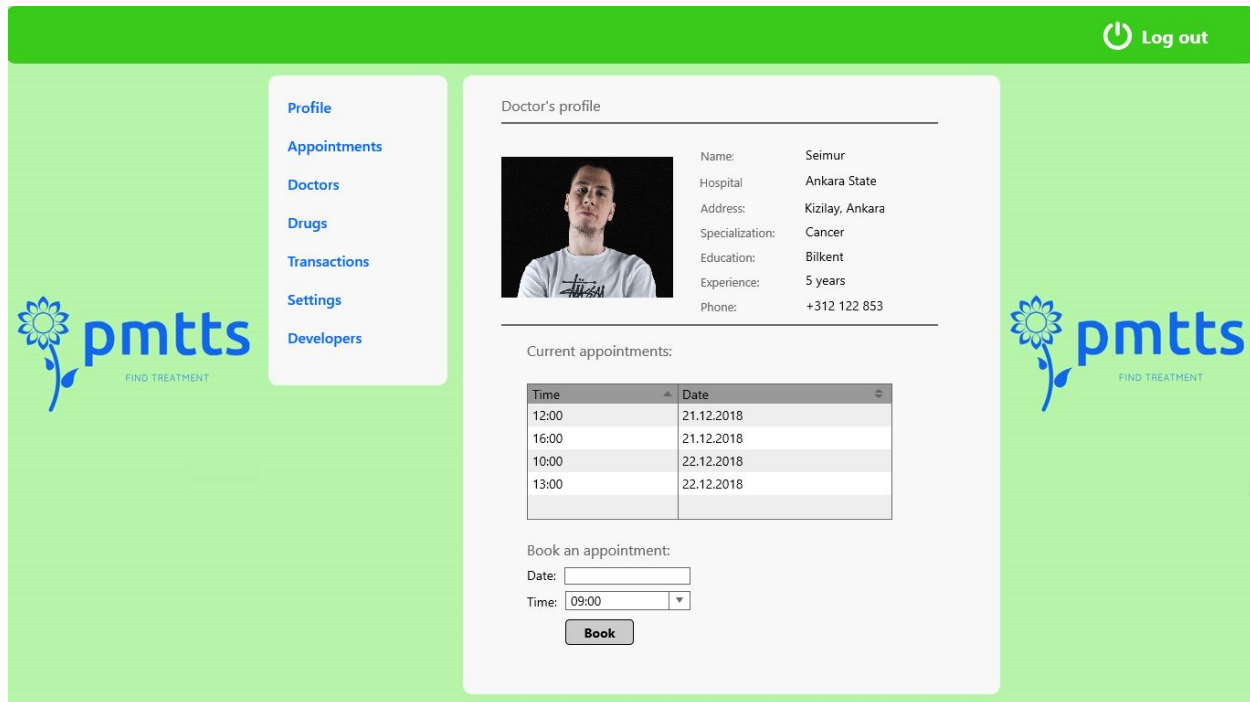 Log out
Profile
Appointments
Doctors
Drugs
Transactions
Settings
Developers
pmtts
FIND TREATMENT
Doctor's profile
Name: Seimur
Hospital Ankara State
Address: Kizilay, Ankara
Specialization: Cancer
Education: Bilkent
Experience: 5 years
Phone: +312 122 853
Current appointments:
Time Date
12:00 21.12.2018
16:00 21.12.2018
10:00 22.12.2018
13:00 22.12.2018
Book an appointment:
Date:
Time: 09:00
Book
pmtts
FIND TREATMENT